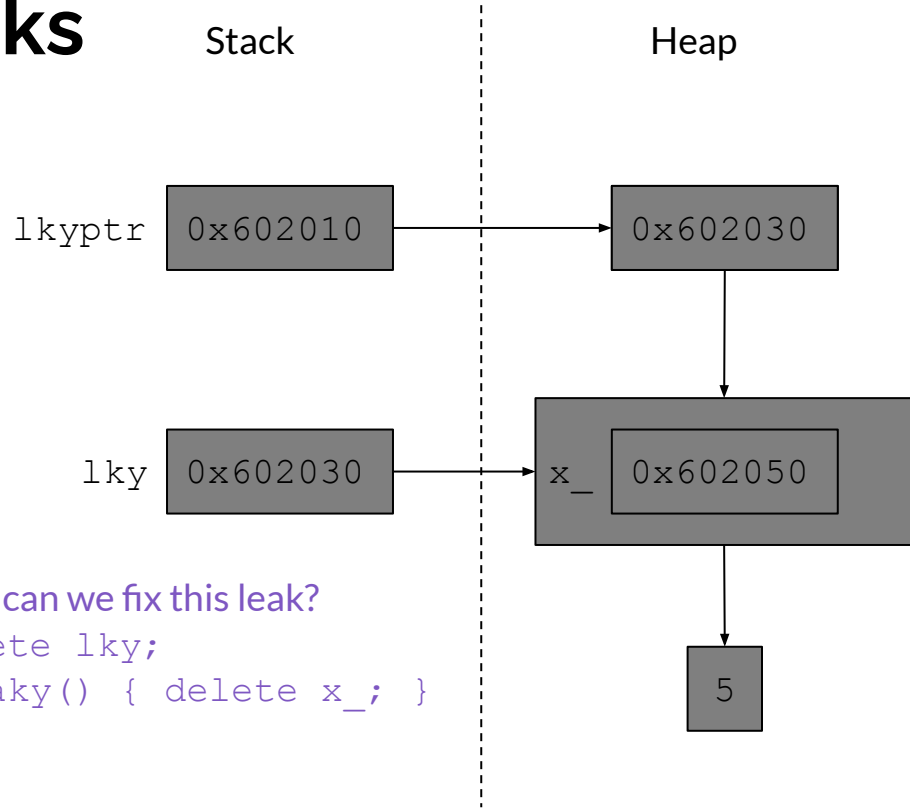 ks
Stack Heap
lkyptr 0x602010 0x602030
lky 0x602030 x_ 0x602050
can we fix this leak?
ete lky;
aky() { delete x_; }
5